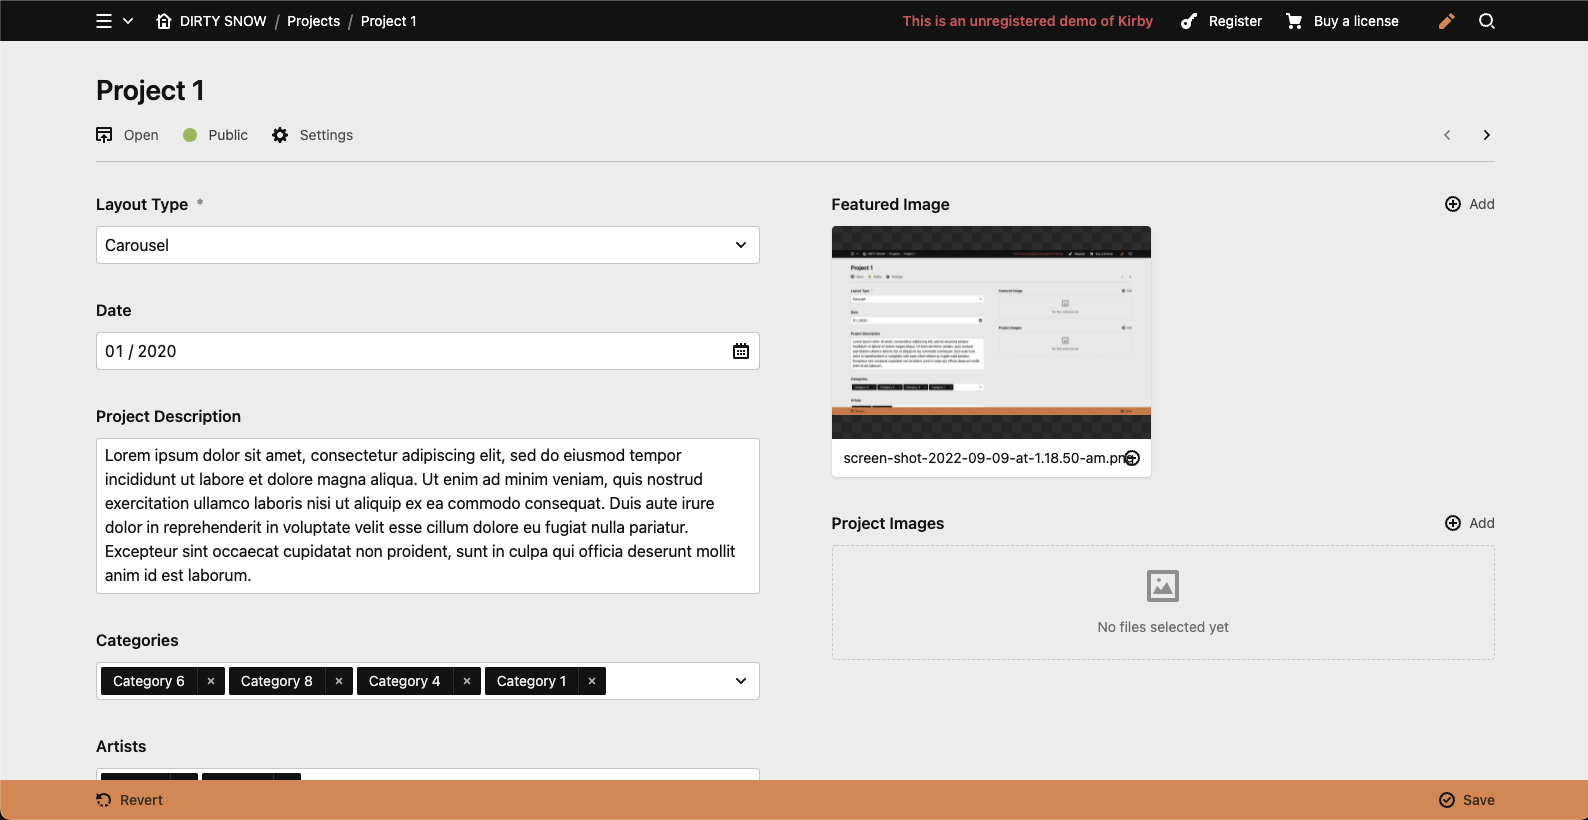 DIRTY SNOW / Projects / Project 1
This is an unregistered demo of Kirby
Register
Buy a license
Project 1
Open
Public
Settings
Layout Type *
Carousel
Date
01 / 2020
Project Description
Lorem ipsum dolor sit amet, consectetur adipiscing elit, sed do eiusmod tempor
incididunt ut labore et dolore magna aliqua. Ut enim ad minim veniam, quis nostrud
exercitation ullamco laboris nisi ut aliquip ex ea commodo consequat. Duis aute irure
dolor in reprehenderit in voluptate velit esse cillum dolore eu fugiat nulla pariatur.
Excepteur sint occaecat cupidatat non proident, sunt in culpa qui officia deserunt mollit
anim id est laborum.
Categories
Category 6 × Category 8 × Category 4 × Category 1 ×
Artists
Featured Image
Add
Project 1
screen-shot-2022-09-09-at-1.18.50-am.png
Project Images
Add
No files selected yet
Revert
Save